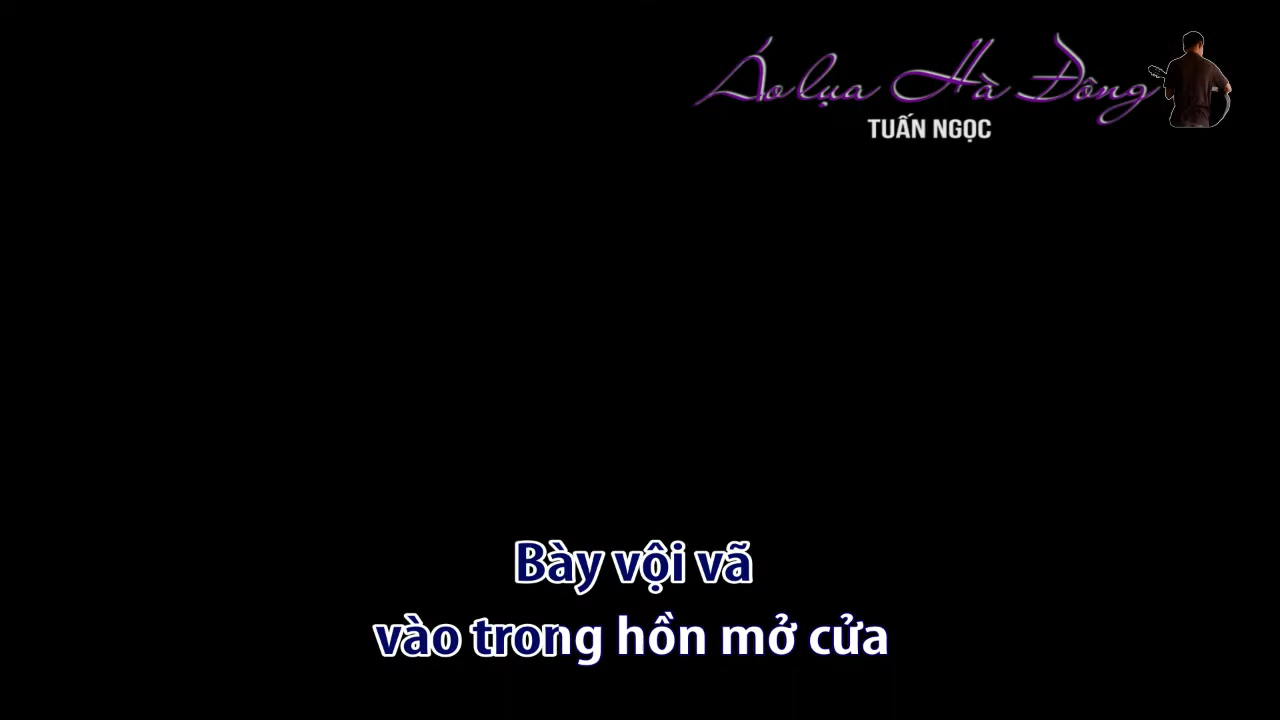 Áo lụa Hà Đông
TUẤN NGỌC
Bày vội vã
vào trong hồn mở cửa